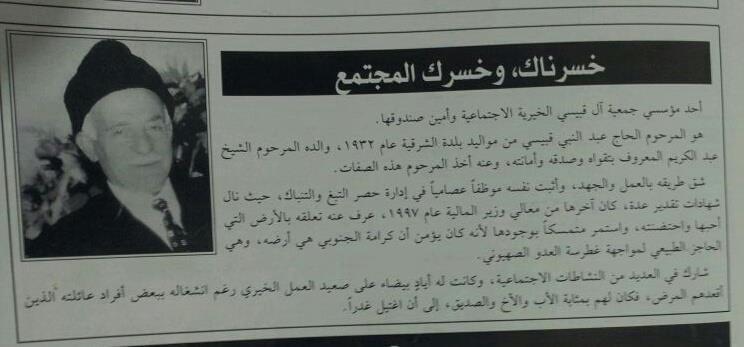 خسرناك، وخسرك المجتمع
أحد مؤسسي جمعية آل قبيسي الخيرية الاجتماعية وأمين صندوقها.
هو المرحوم الحاج عبد النبي قبيسي من مواليد بلدة الشرقية عام ١٩٣٢، والده المرحوم الشيخ
عبد الكريم المعروف بتقواه وصدقه وأمانته، وعنه أخذ المرحوم هذه الصفات.
شق طريقه بالعمل والجهد، وأثبت نفسه موظفاً عصامياً في إدارة حصر التبغ والتنباك، حيث نال
شهادات تقدير عدة، كان آخرها من معالي وزير المالية عام ١٩٩٧، عرف عنه تعلقه بالأرض التي
أحبها واحتضنته، واستمر متمسكاً بوجودها لأنه كان يؤمن أن كرامة الجنوبي هي أرضه، وهي
الحاجز الطبيعي لمواجهة غطرسة العدو الصهيوني.
شارك في العديد من النشاطات الاجتماعية، وكانت له أيادٍ بيضاء على صعيد العمل الخيري رغم انشغاله ببعض أفراد عائلته الذين
أقعدهم المرض، فكان لهم بمثابة الأب والأخ والصديق، إلى أن اغتيل غدراً.